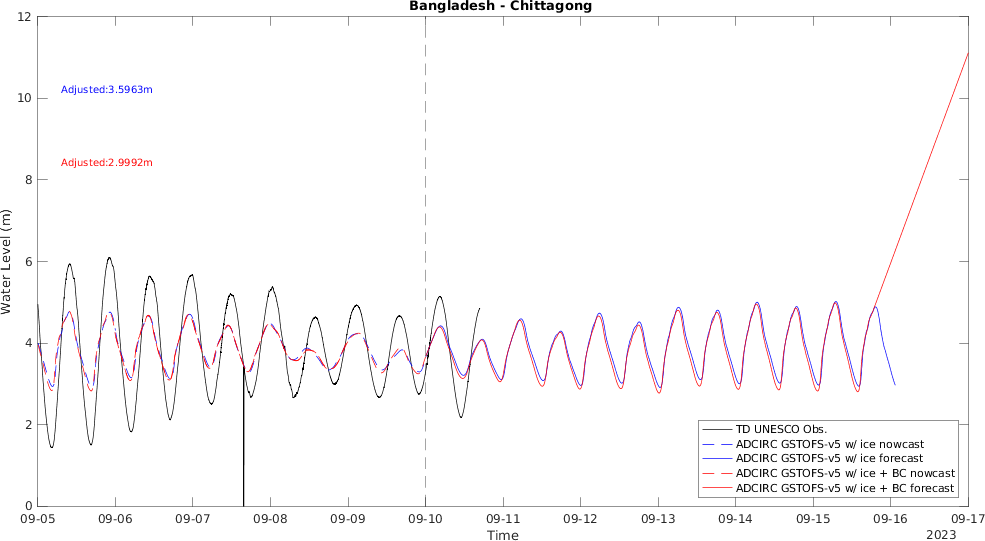 Bangladesh - Chittagong
12
10
8
6
4
2
0
Water Level (m)
Adjusted:3.5963m
Adjusted:2.9992m
TD UNESCO Obs.
ADCIRC GSTOFS-v5 w/ ice nowcast
ADCIRC GSTOFS-v5 w/ ice forecast
ADCIRC GSTOFS-v5 w/ ice + BC nowcast
ADCIRC GSTOFS-v5 w/ ice + BC forecast
09-05 09-06 09-07 09-08 09-09 09-10 09-11 09-12 09-13 09-14 09-15 09-16 09-17
Time
2023